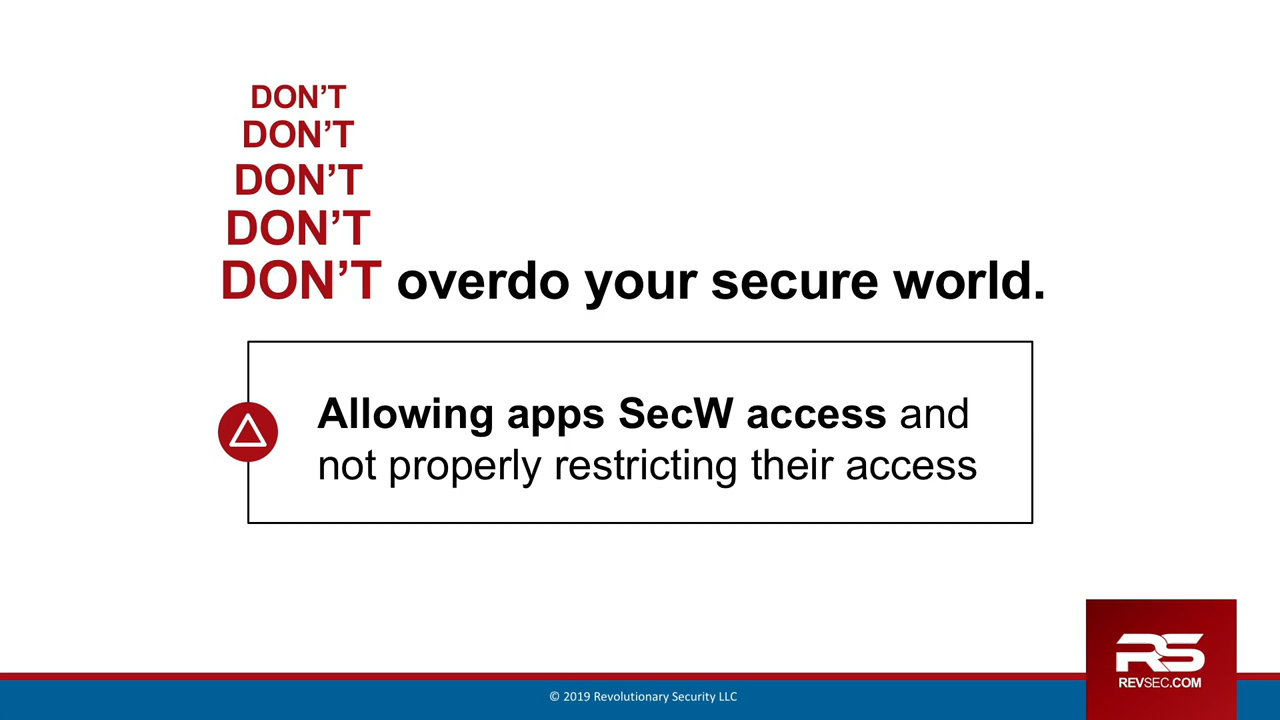 DON’T
DON’T
DON’T
DON’T
DON’T overdo your secure world.
Allowing apps SecW access and
not properly restricting their access
RS
REVSEC.COM
© 2019 Revolutionary Security LLC